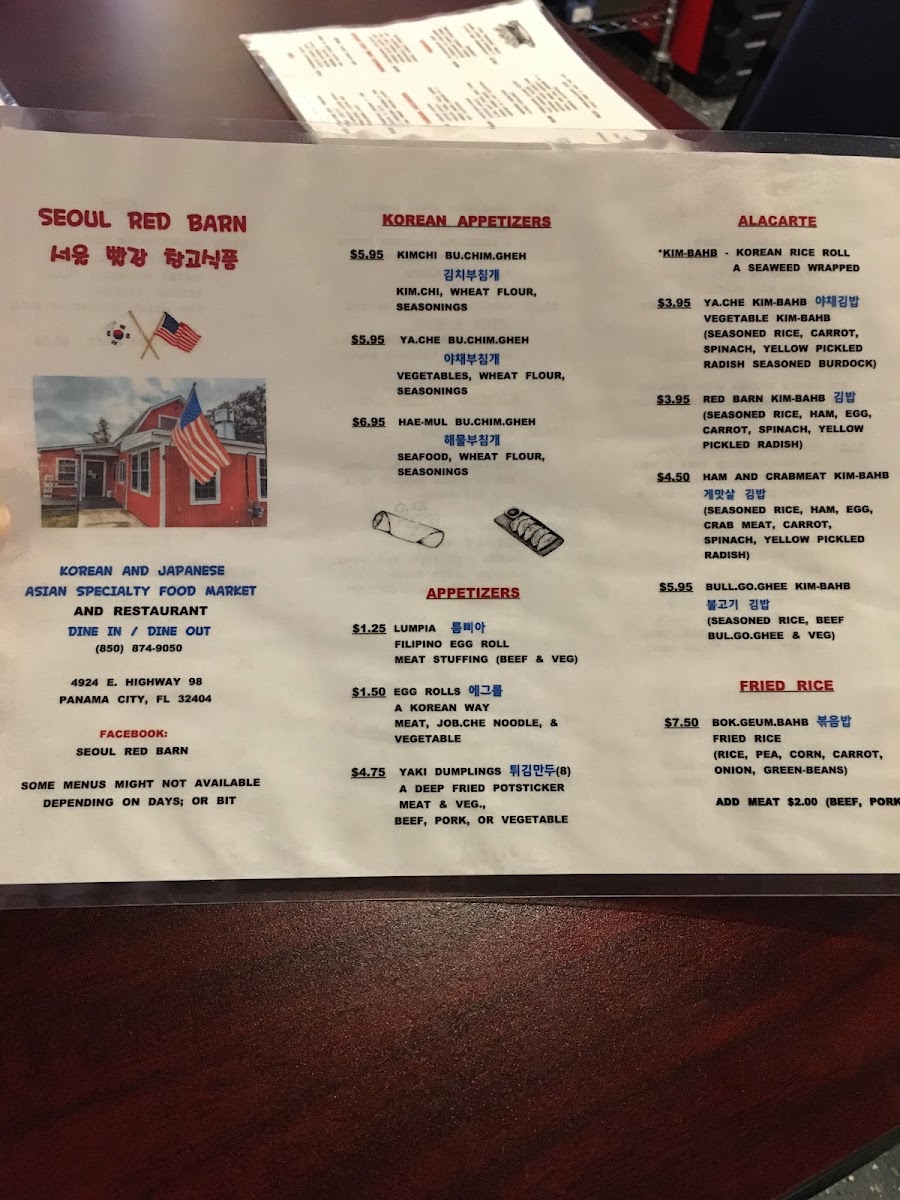 SEOUL RED BARN
서울 빨강 창고식품
KOREAN AND JAPANESE
ASIAN SPECIALTY FOOD MARKET
AND RESTAURANT
DINE IN / DINE OUT
(850) 874-9050
4924 E. HIGHWAY 98
PANAMA CITY, FL 32404
FACEBOOK:
SEOUL RED BARN
SOME MENUS MIGHT NOT AVAILABLE
DEPENDING ON DAYS; OR BIT
KOREAN APPETIZERS
$5.95 KIMCHI BU.CHIM.GHEH
김치부침개
KIM.CHI, WHEAT FLOUR,
SEASONINGS
$5.95 YA.CHE BU.CHIM.GHEH
야채부침개
VEGETABLES, WHEAT FLOUR,
SEASONINGS
$6.95 HAE-MUL BU.CHIM.GHEH
해물부침개
SEAFOOD, WHEAT FLOUR,
SEASONINGS
APPETIZERS
$1.25 LUMPIA 룸삐아
FILIPINO EGG ROLL
MEAT STUFFING (BEEF & VEG)
$1.50 EGG ROLLS 에그롤
A KOREAN WAY
MEAT, JOB.CHE NOODLE, &
VEGETABLE
$4.75 YAKI DUMPLINGS 튀김만두(8)
A DEEP FRIED POTSTICKER
MEAT & VEG.,
BEEF, PORK, OR VEGETABLE
ALACARTE
*KIM-BAHB - KOREAN RICE ROLL
A SEAWEED WRAPPED
$3.95 YA.CHE KIM-BAHB 야채김밥
VEGETABLE KIM-BAHB
(SEASONED RICE, CARROT,
SPINACH, YELLOW PICKLED
RADISH SEASONED BURDOCK)
$3.95 RED BARN KIM-BAHB 김밥
(SEASONED RICE, HAM, EGG,
CARROT, SPINACH, YELLOW
PICKLED RADISH)
$4.50 HAM AND CRABMEAT KIM-BAHB
게맛살 김밥
(SEASONED RICE, HAM, EGG,
CRAB MEAT, CARROT,
SPINACH, YELLOW PICKLED
RADISH)
$5.95 BULL.GO.GHEE KIM-BAHB
불고기 김밥
(SEASONED RICE, BEEF
BUL.GO.GHEE & VEG)
FRIED RICE
$7.50 BOK.GEUM.BAHB 볶음밥
FRIED RICE
(RICE, PEA, CORN, CARROT,
ONION, GREEN-BEANS)
ADD MEAT $2.00 (BEEF, PORK